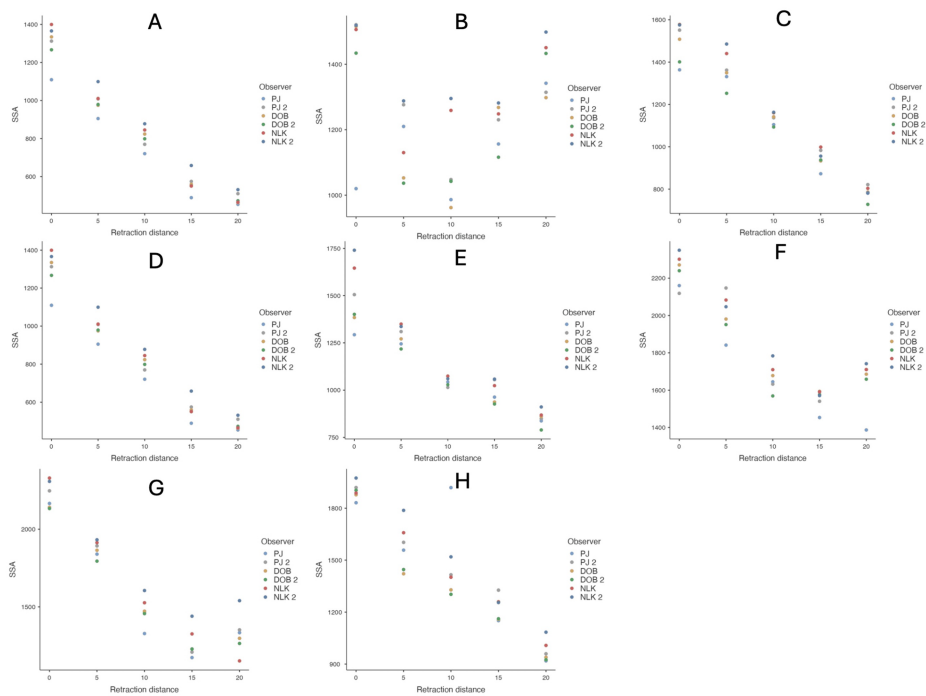 A
1400
1200
1000
800
600
SSA
0
5
10
15
20
Retraction distance
Observer
PJ
PJ 2
DOB
DOB 2
NLK
NLK 2
B
1400
1200
1000
SSA
0
5
10
15
20
Retraction distance
Observer
PJ
PJ 2
DOB
DOB 2
NLK
NLK 2
C
1600
1400
1200
1000
800
SSA
0
5
10
15
20
Retraction distance
Observer
PJ
PJ 2
DOB
DOB 2
NLK
NLK 2
D
1400
1200
1000
800
600
SSA
0
5
10
15
20
Retraction distance
Observer
PJ
PJ 2
DOB
DOB 2
NLK
NLK 2
E
1750
1500
1250
1000
750
SSA
0
5
10
15
20
Retraction distance
Observer
PJ
PJ 2
DOB
DOB 2
NLK
NLK 2
F
2200
2000
1800
1600
1400
SSA
0
5
10
15
20
Retraction distance
Observer
PJ
PJ 2
DOB
DOB 2
NLK
NLK 2
G
2000
1500
SSA
0
5
10
15
20
Retraction distance
Observer
PJ
PJ 2
DOB
DOB 2
NLK
NLK 2
H
1800
1500
1200
900
SSA
0
5
10
15
20
Retraction distance
Observer
PJ
PJ 2
DOB
DOB 2
NLK
NLK 2